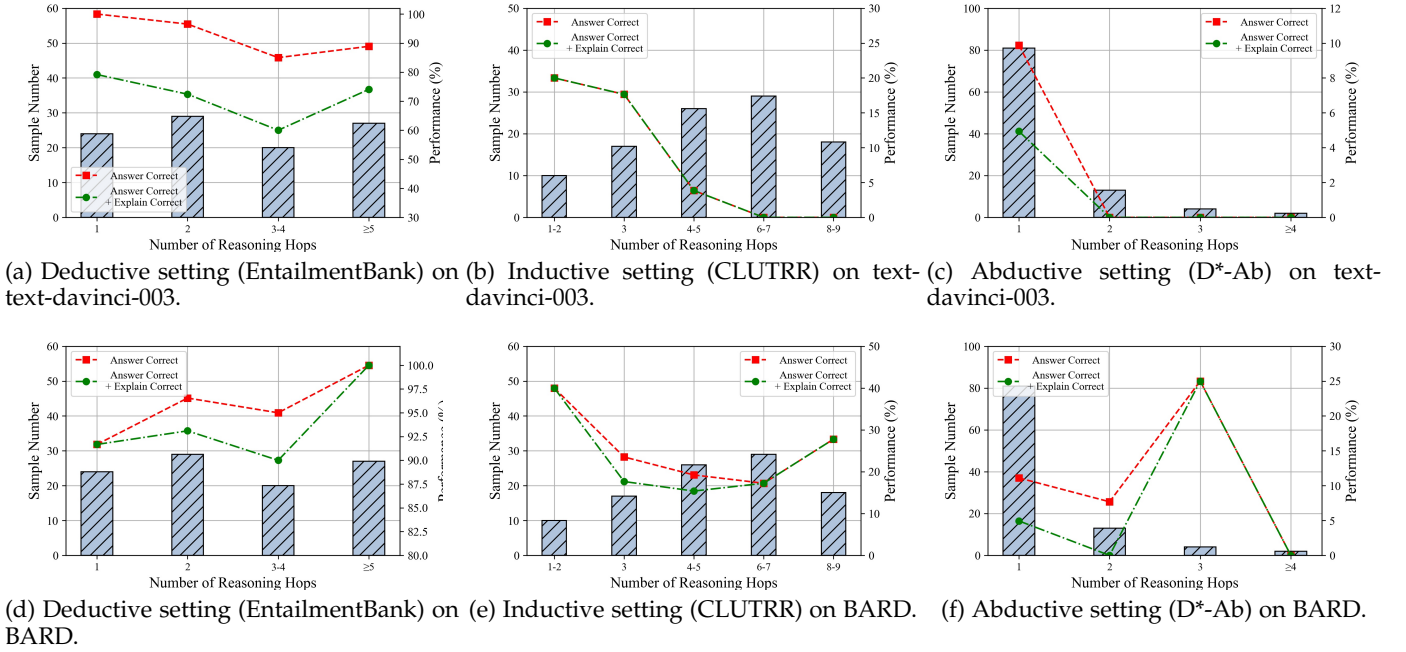 60
50
40
30
20
10
0
Sample Number
100
90
80
70
60
50
40
30
Performance (%)
Answer Correct
Answer Correct
+ Explain Correct
1
2
3-4
≥5
Number of Reasoning Hops
(a) Deductive setting (EntailmentBank) on
text-davinci-003.
50
40
30
20
10
0
Sample Number
30
25
20
15
10
5
0
Performance (%)
Answer Correct
Answer Correct
+ Explain Correct
1-2
3
4-5
6-7
8-9
Number of Reasoning Hops
(b) Inductive setting (CLUTRR) on text-
davinci-003.
100
80
60
40
20
0
Sample Number
12
10
8
6
4
2
0
Performance (%)
Answer Correct
Answer Correct
+ Explain Correct
1
2
3
≥4
Number of Reasoning Hops
(c) Abductive setting (D*-Ab) on text-
davinci-003.
60
50
40
30
20
10
0
Sample Number
100.0
97.5
95.0
92.5
90.0
87.5
85.0
82.5
80.0
Performance (%)
Answer Correct
Answer Correct
+ Explain Correct
1
2
3-4
≥5
Number of Reasoning Hops
(d) Deductive setting (EntailmentBank) on
BARD.
60
50
40
30
20
10
0
Sample Number
50
40
30
20
10
0
Performance (%)
Answer Correct
Answer Correct
+ Explain Correct
1-2
3
4-5
6-7
8-9
Number of Reasoning Hops
(e) Inductive setting (CLUTRR) on BARD.
100
80
60
40
20
0
Sample Number
30
25
20
15
10
5
0
Performance (%)
Answer Correct
Answer Correct
+ Explain Correct
1
2
3
≥4
Number of Reasoning Hops
(f) Abductive setting (D*-Ab) on BARD.